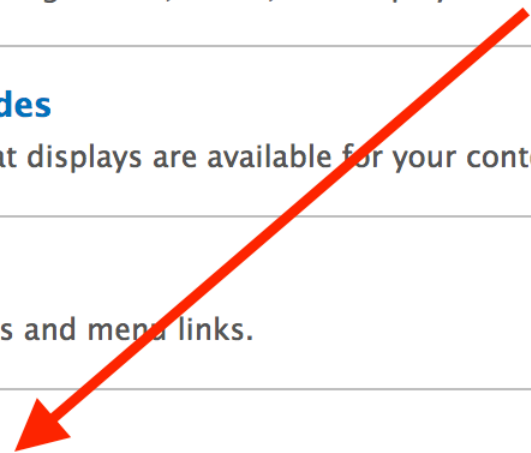 des
at displays are available for your cont
s and menu links.